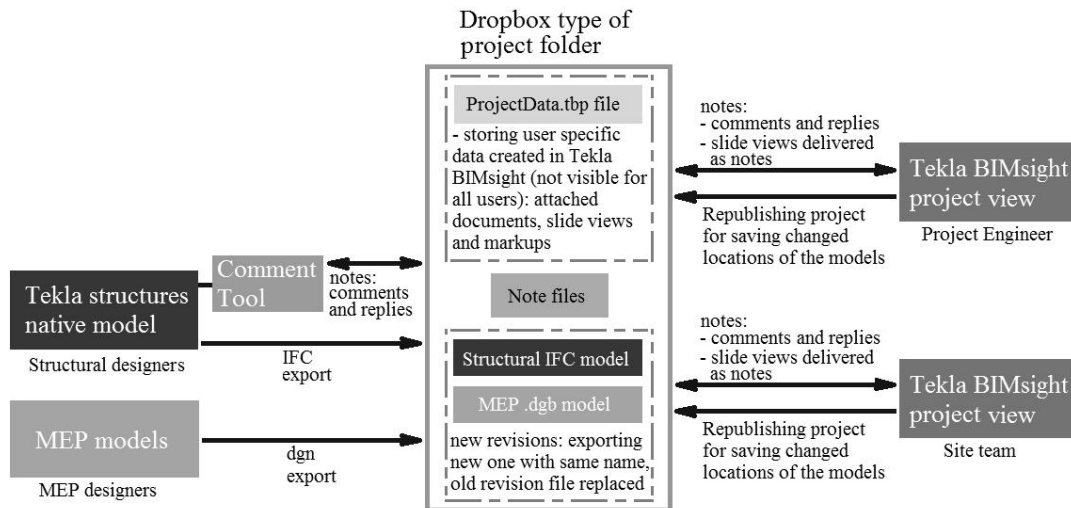 Dropbox type of
project folder
ProjectData.tbp file
- storing user specific
data created in Tekla
BIMsight (not visible for
all users): attached
documents, slide views
and markups
Note files
Structural IFC model
MEP .dgb model
new revisions: exporting
new one with same name,
old revision file replaced
Tekla structures
native model
Structural designers
Comment
Tool
notes:
comments
and replies
IFC
export
MEP models
MEP designers
dgn
export
notes:
- comments and replies
- slide views delivered
as notes
Republishing project
for saving changed
locations of the models
Tekla BIMsight
project view
Project Engineer
notes:
- comments and replies
- slide views delivered
as notes
Republishing project
for saving changed
locations of the models
Tekla BIMsight
project view
Site team